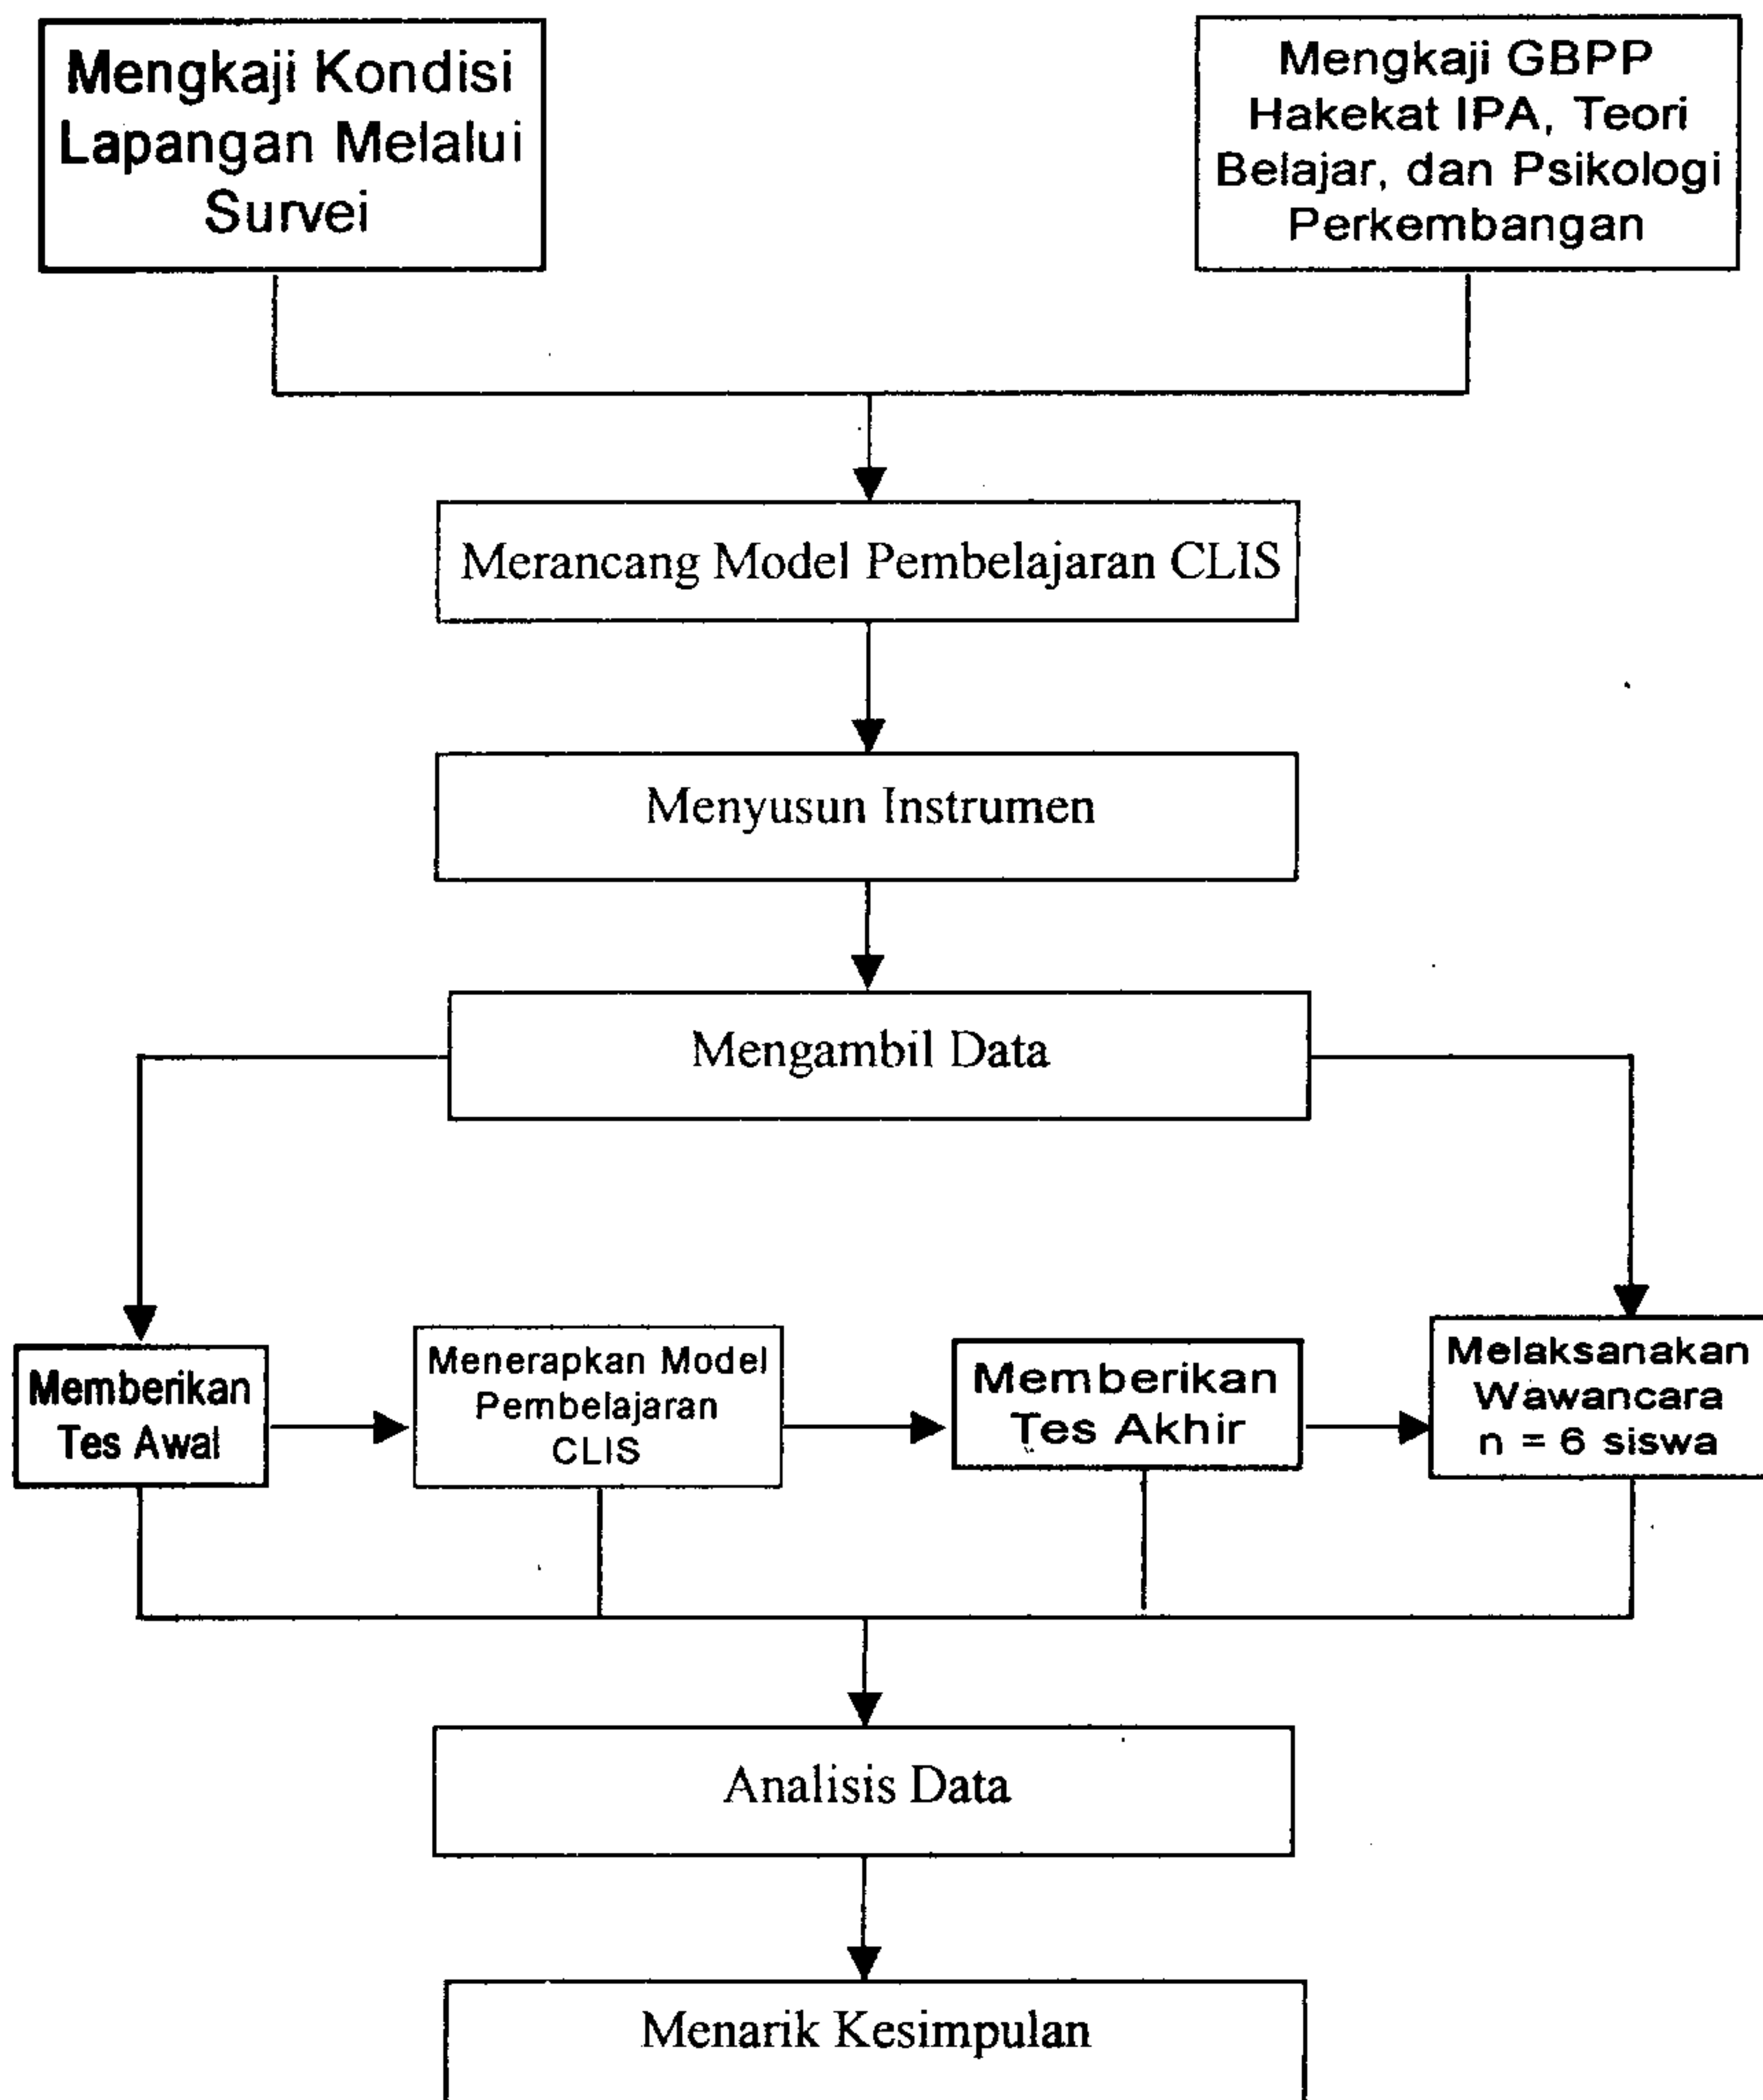 Mengkaji Kondisi
Lapangan Melalui
Survei
Mengkaji GBPP
Hakekat IPA, Teori
Belajar, dan Psikologi
Perkembangan
Merancang Model Pembelajaran CLIS
Menyusun Instrumen
Mengambil Data
Memberikan
Tes Awal
Menerapkan Model
Pembelajaran
CLIS
Memberikan
Tes Akhir
Melaksanakan
Wawancara
n = 6 siswa
Analisis Data
Menarik Kesimpulan